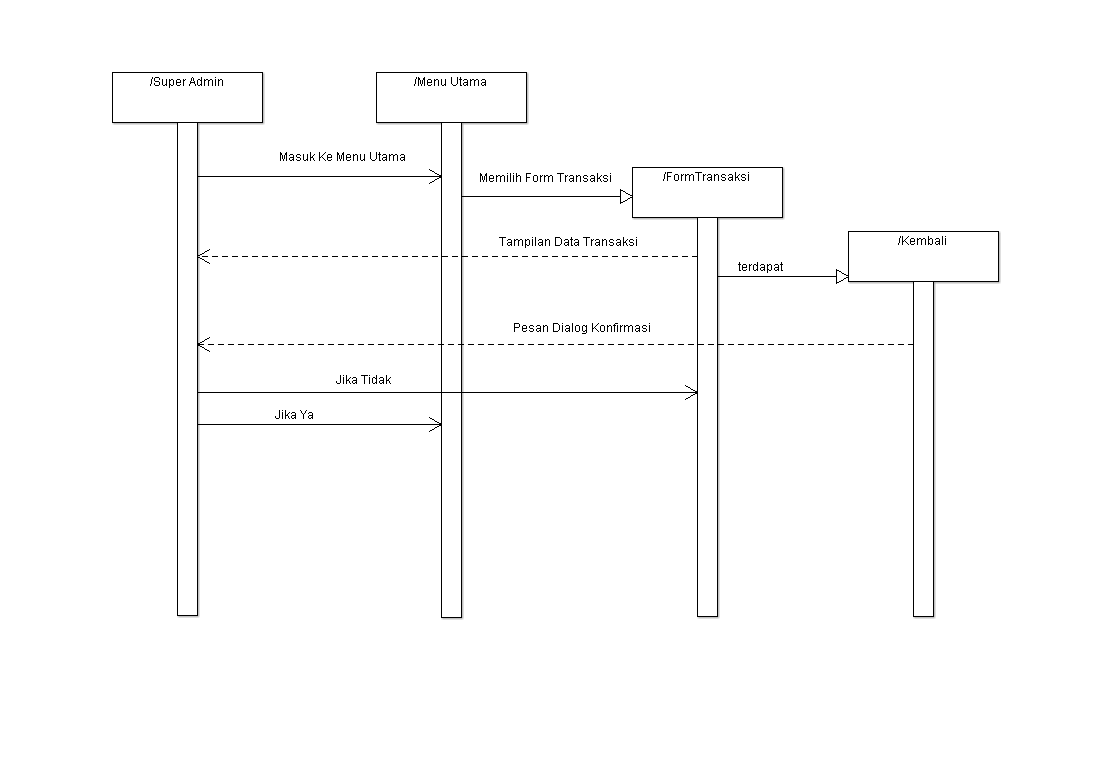 /Super Admin
/Menu Utama
Masuk Ke Menu Utama
Memilih Form Transaksi
/FormTransaksi
Tampilan Data Transaksi
/Kembali
terdapat
Pesan Dialog Konfirmasi
Jika Tidak
Jika Ya